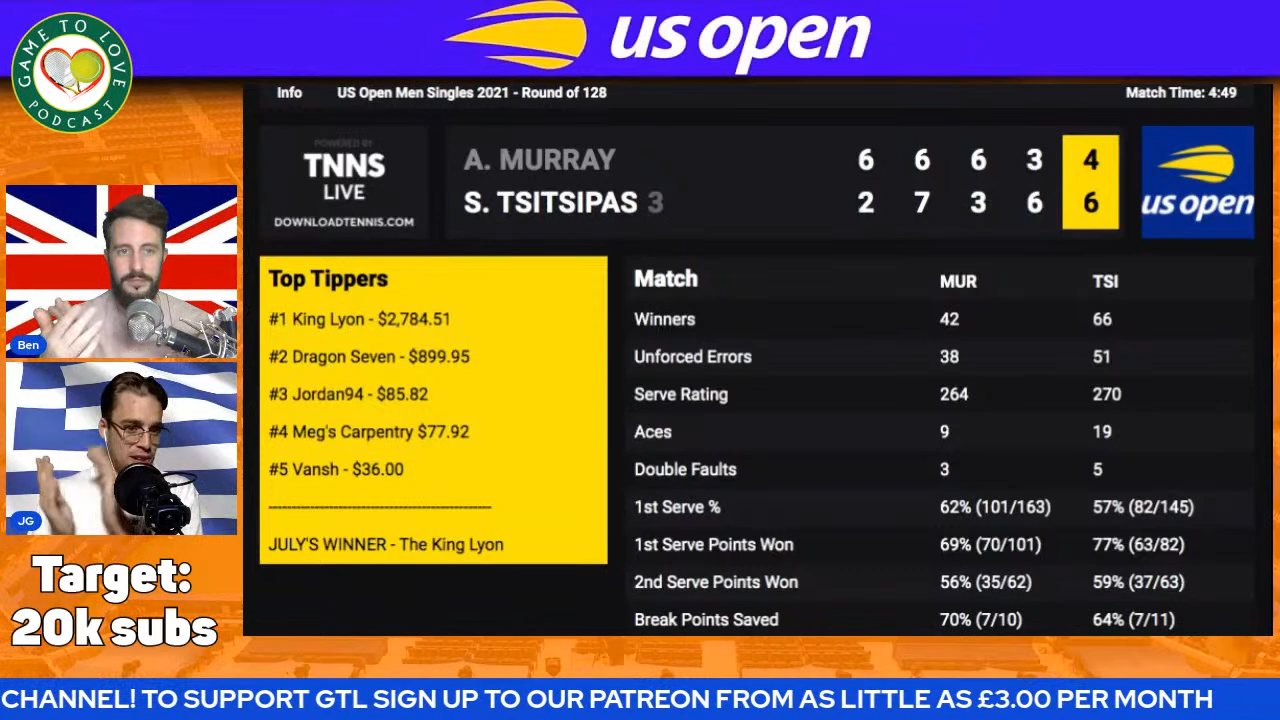 GAME TO LOVE
PODCAST
us open
Info US Open Men Singles 2021 - Round of 128 Match Time: 4:49
POWERED BY
TNNS
LIVE
DOWNLOADTENNIS.COM
A. MURRAY 6 6 6 3 4
S. TSITSIPAS 3 2 7 3 6 6
us open
Top Tippers
#1 King Lyon - $2,784.51
#2 Dragon Seven - $899.95
#3 Jordan94 - $85.82
#4 Meg's Carpentry $77.92
#5 Vansh - $36.00
JULY'S WINNER - The King Lyon
Match MUR TSI
Winners 42 66
Unforced Errors 38 51
Serve Rating 264 270
Aces 9 19
Double Faults 3 5
1st Serve % 62% (101/163) 57% (82/145)
1st Serve Points Won 69% (70/101) 77% (63/82)
2nd Serve Points Won 56% (35/62) 59% (37/63)
Break Points Saved 70% (7/10) 64% (7/11)
Ben
JG
Target:
20k subs
CHANNEL! TO SUPPORT GTL SIGN UP TO OUR PATREON FROM AS LITTLE AS £3.00 PER MONTH